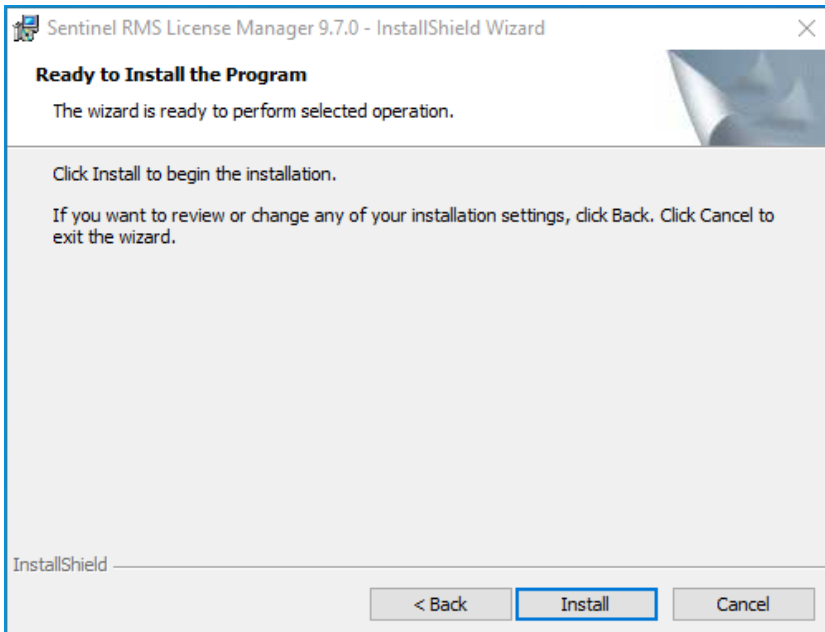 Sentinel RMS License Manager 9.7.0 - InstallShield Wizard
Ready to Install the Program
The wizard is ready to perform selected operation.
Click Install to begin the installation.
If you want to review or change any of your installation settings, click Back. Click Cancel to
exit the wizard.
InstallShield
< Back
Install
Cancel